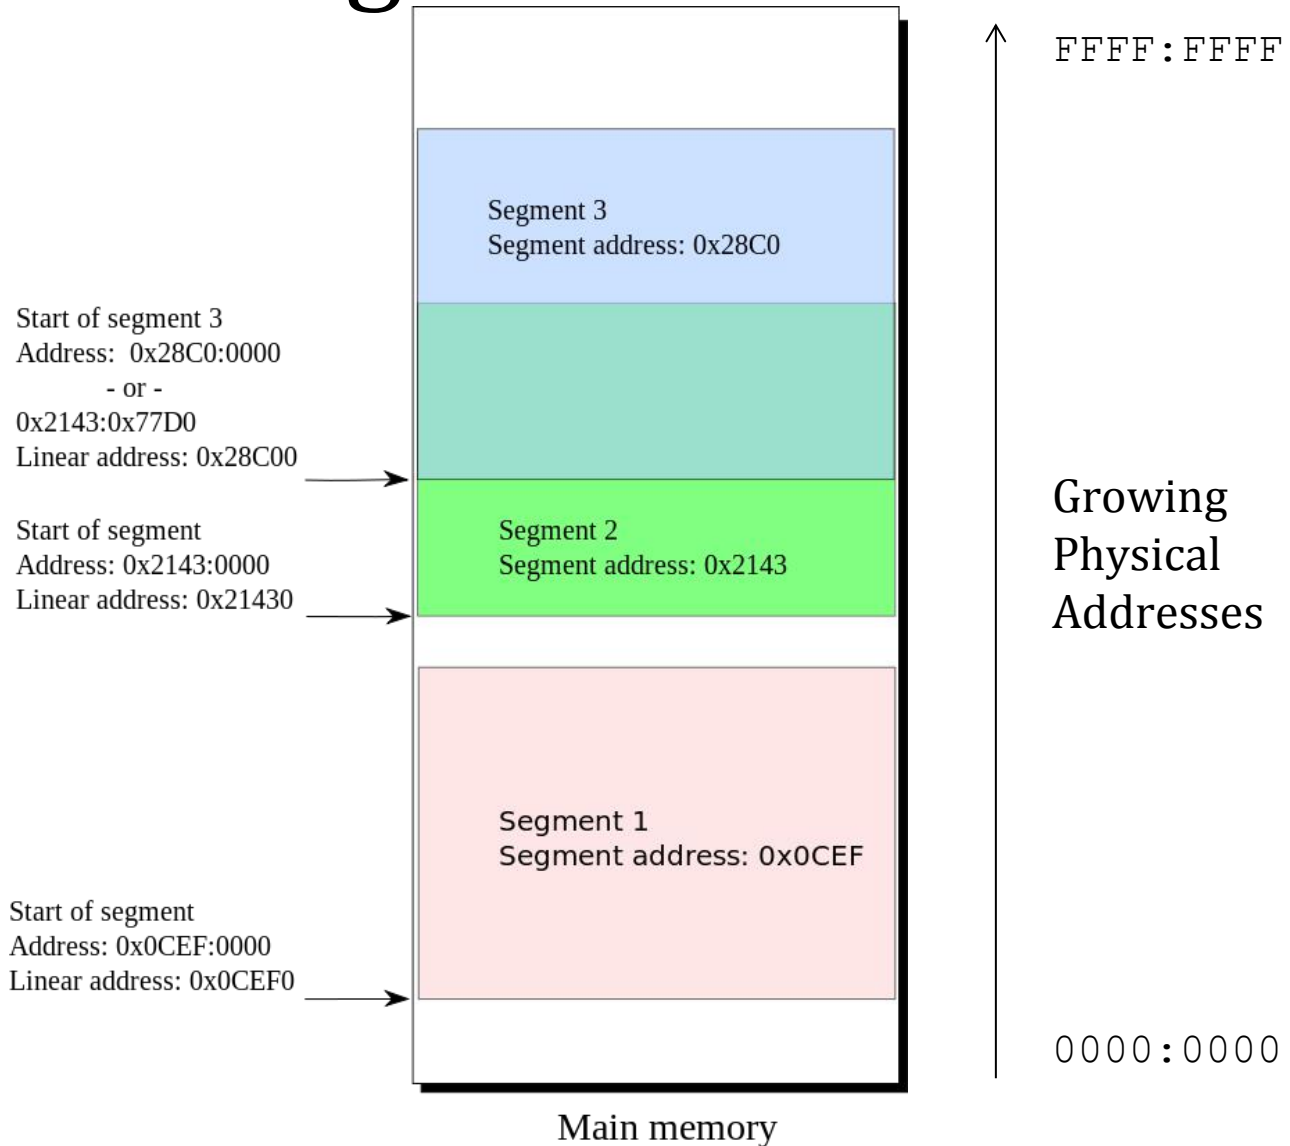 FFFF:FFFF
Segment 3
Segment address: 0x28C0
Start of segment 3
Address:  0x28C0:0000
- or -
0x2143:0x77D0
Linear address: 0x28C00
Start of segment
Address: 0x2143:0000
Linear address: 0x21430
Segment 2
Segment address: 0x2143
Growing
Physical
Addresses
Segment 1
Segment address: 0x0CEF
Start of segment
Address: 0x0CEF:0000
Linear address: 0x0CEF0
0000:0000
Main memory